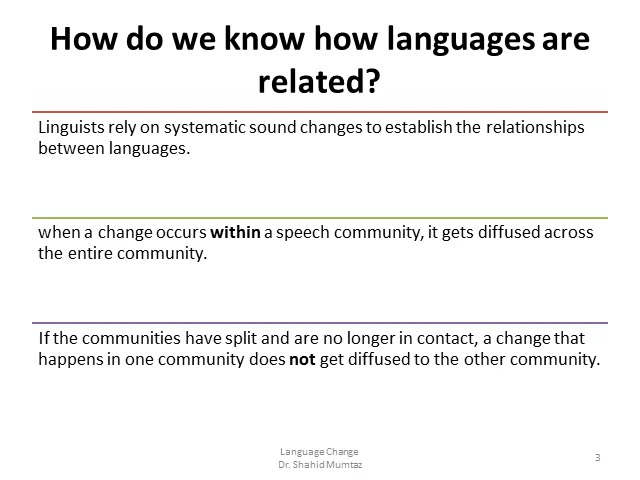 How do we know how languages are
related?
Linguists rely on systematic sound changes to establish the relationships
between languages.
when a change occurs within a speech community, it gets diffused across
the entire community.
If the communities have split and are no longer in contact, a change that
happens in one community does not get diffused to the other community.
Language Change
Dr. Shahid Mumtaz
3